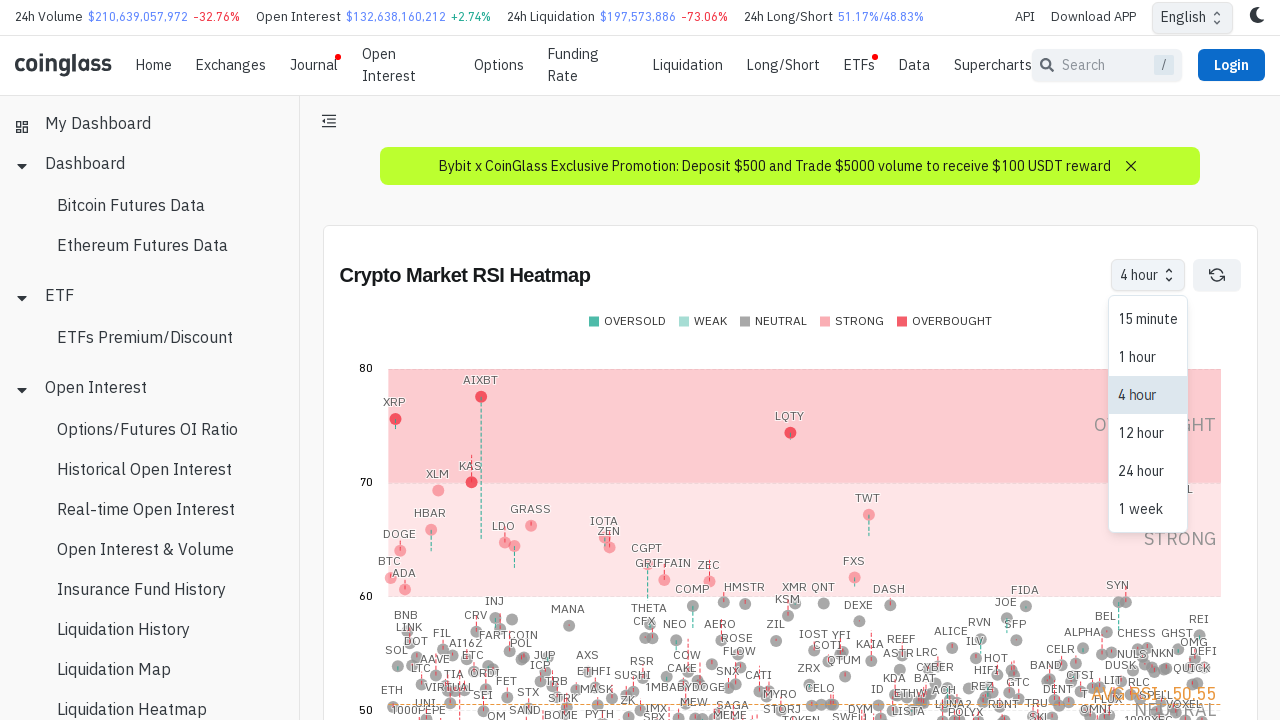 24h Volume $210,639,057,972 -32.76% Open Interest $132,638,160,212 +2.74% 24h Liquidation $197,573,886 -73.06% 24h Long/Short 51.17%/48.83% API Download APP English
coinglass Home Exchanges Journal Open Interest Options Funding Rate Liquidation Long/Short ETFs Data Supercharts Search / Login
My Dashboard
Dashboard
Bitcoin Futures Data
Ethereum Futures Data
ETF
ETFs Premium/Discount
Open Interest
Options/Futures OI Ratio
Historical Open Interest
Real-time Open Interest
Open Interest & Volume
Insurance Fund History
Liquidation History
Liquidation Map
Liquidation Heatmap
Bybit x CoinGlass Exclusive Promotion: Deposit $500 and Trade $5000 volume to receive $100 USDT reward
Crypto Market RSI Heatmap
4 hour
15 minute
1 hour
4 hour
12 hour
24 hour
1 week
OVERSOLD WEAK NEUTRAL STRONG OVERBOUGHT
80
AIXBT
XRP
LQTY
KAS
XLM
70
TWT
GRASS
HBAR
LDO
IOTA
ZEN
DOGE
STRONG
CGPT
BTC
GRIFFAIN
ZEC
FXS
ADA
COMP
HMSTR
XMR
QNT
DASH
FIDA
SYN
60
INJ
MANA
THETA
KSM
DEXE
JOE
BNB
CRV
CFX
NEO
AERO
ZIL
RVN
SFP
BEL
REI
LINK
FIL
FARTCOIN
ROSE
IOST
YFI
ALICE
ALPHA
CHESS
GHST
DOT
AI16Z
POL
KAIA
REEF
ILV
OMG
SOL
AAVE
ETC
JUP
AXS
RSR
COW
FLOW
COTI
QTUM
ASTR
LRC
HOT
CELR
NULS
NKN
DEFI
LTC
TIA
ORDI
ICP
ETHFI
SUSHI
CAKE
SNX
CATI
ZRX
KDA
BAT
CYBER
HIFI
BAND
CTSI
DUSK
QUICK
ETH
VIRTUAL
SEI
FET
STX
TRB
STRK
MASK
1MBABYDOGE
MYRO
CELO
ID
ETHW
ACH
REZ
GTC
DENT
LIT
RLC
FLUX
AVG RSI: 50.55
50
1000PEPE
UNI
OM
SAND
BOME
PYTH
ZK
IMX
SPX
MEW
SAGA
MEME
STORJ
TOKEN
SWELL
DYM
LISTA
LUNA2
POLYX
RDNT
TRU
SKL
OMNI
VOXEL
NEUTRAL